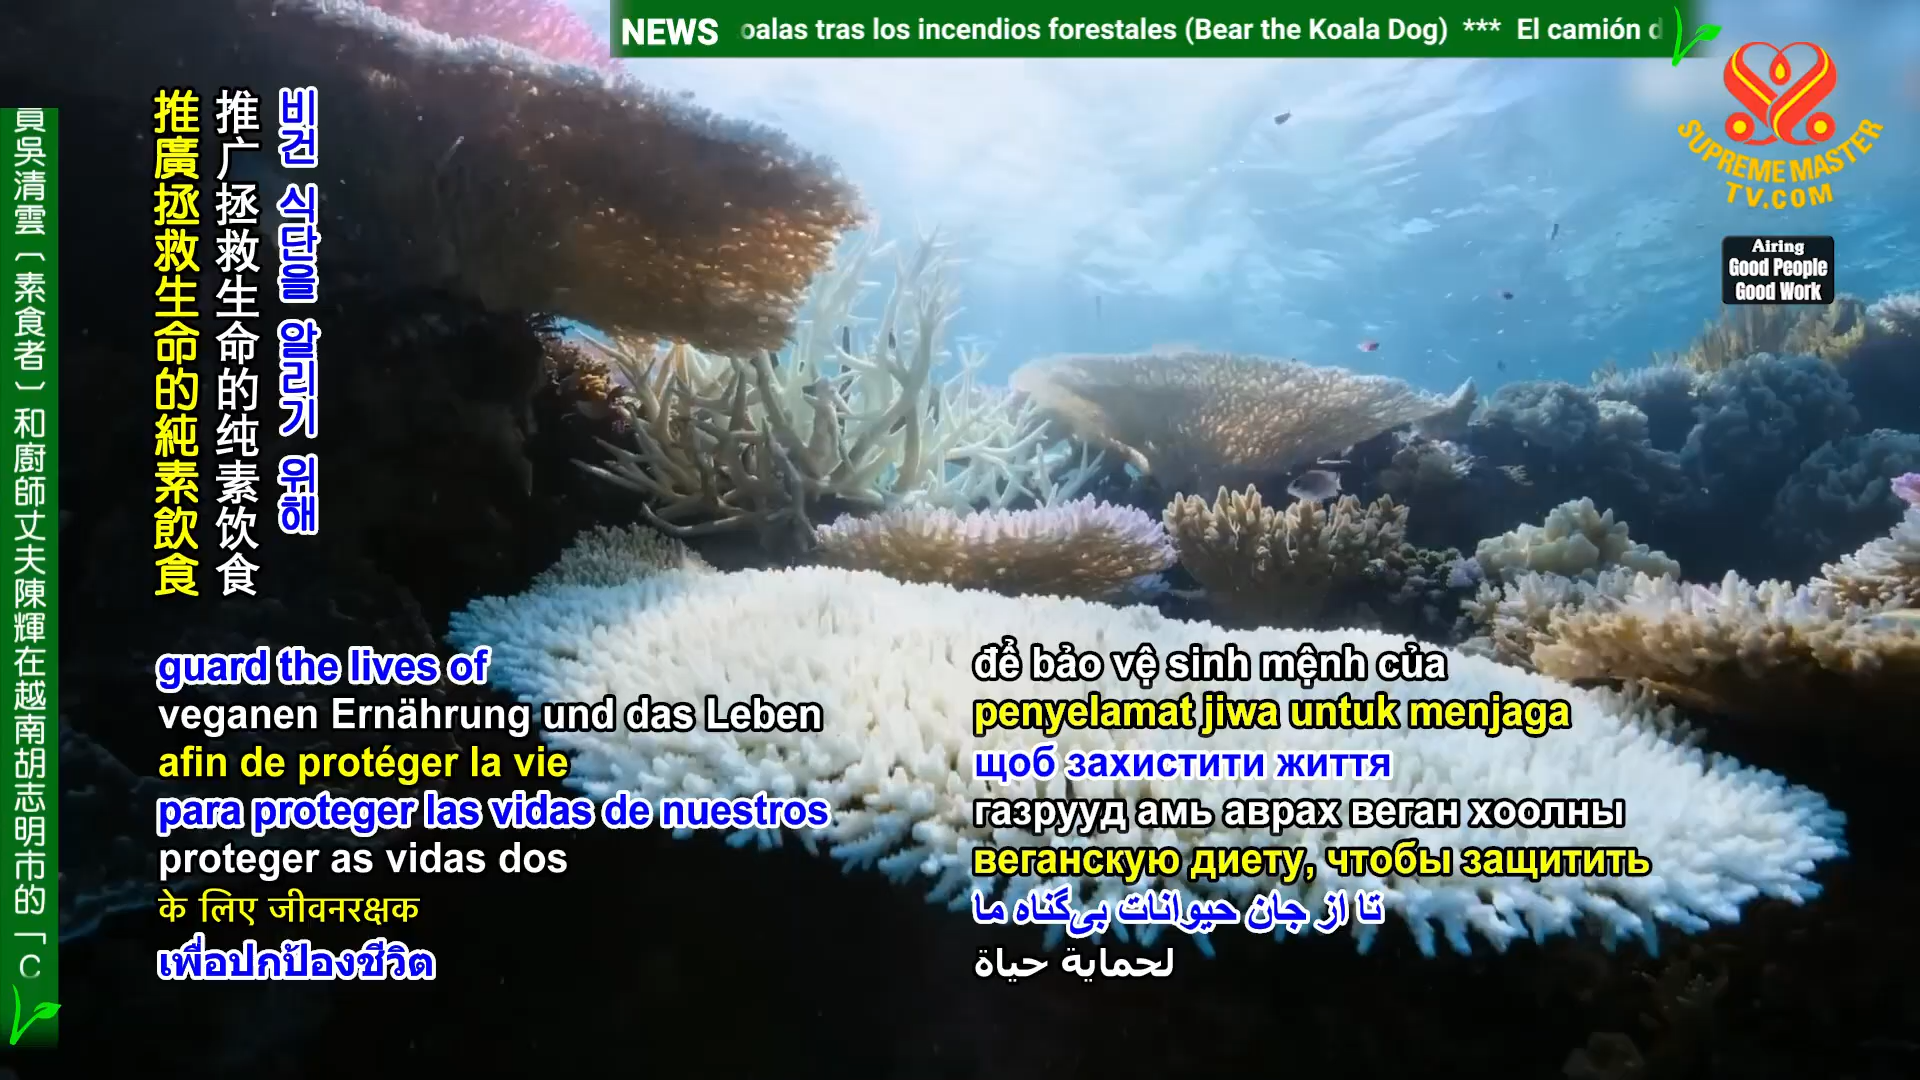 NEWS oalas tras los incendios forestales (Bear the Koala Dog) *** El camión d
SUPREME MASTER
TV.COM
Airing
Good People
Good Work
員吳清雲〔素食者〕和廚師丈夫陳輝在越南胡志明市的「C
推廣拯救生命的純素飲食
推广拯救生命的纯素饮食
비건 식단을 알리기 위해
guard the lives of
veganen Ernährung und das Leben
afin de protéger la vie
para proteger las vidas de nuestros
proteger as vidas dos
के लिए जीवनरक्षक
เพื่อปกป้องชีวิต
để bảo vệ sinh mệnh của
penyelamat jiwa untuk menjaga
щоб захистити життя
газрууд амь аврах веган хоолны
веганскую диету, чтобы защитить
تا از جان حیوانات بی‌گناه ما
لحماية حياة